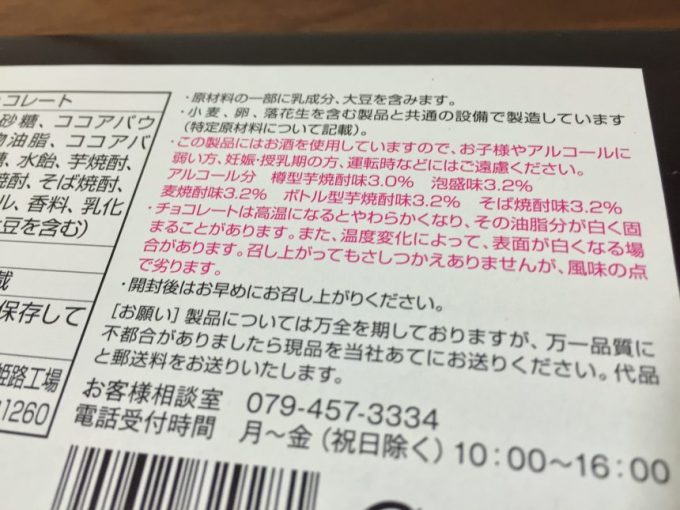 コレート
砂糖、ココアパウ
物油脂、ココアバ
糖、水飴、芋焼酎、
焼酎、そば焼酎、
ル、香料、乳化
大豆を含む)
載
保存して
姫路工場
1260
・原材料の一部に乳成分、大豆を含みます。
・小麦、卵、落花生を含む製品と共通の設備で製造しています
(特定原材料について記載)。
・この製品にはお酒を使用していますので、お子様やアルコールに
弱い方、妊娠・授乳期の方、運転時などにはご遠慮ください。
アルコール分 樽型芋焼酎味3.0% 泡盛味3.2%
麦焼酎味3.2% ボトル型芋焼酎味3.2% そば焼酎味3.2%
・チョコレートは高温になるとやわらかくなり、その油脂分が白く固
まることがあります。また、温度変化によって、表面が白くなる場
合があります。召し上がってもさしつかえありませんが、風味の点
で劣ります。
・開封後はお早めにお召し上がりください。
[お願い] 製品については万全を期しておりますが、万一品質に
不都合がありましたら現品を当社あてにお送りください。代品
と郵送料をお送りいたします。
お客様相談室 079-457-3334
電話受付時間 月～金 (祝日除く) 10:00～16:00